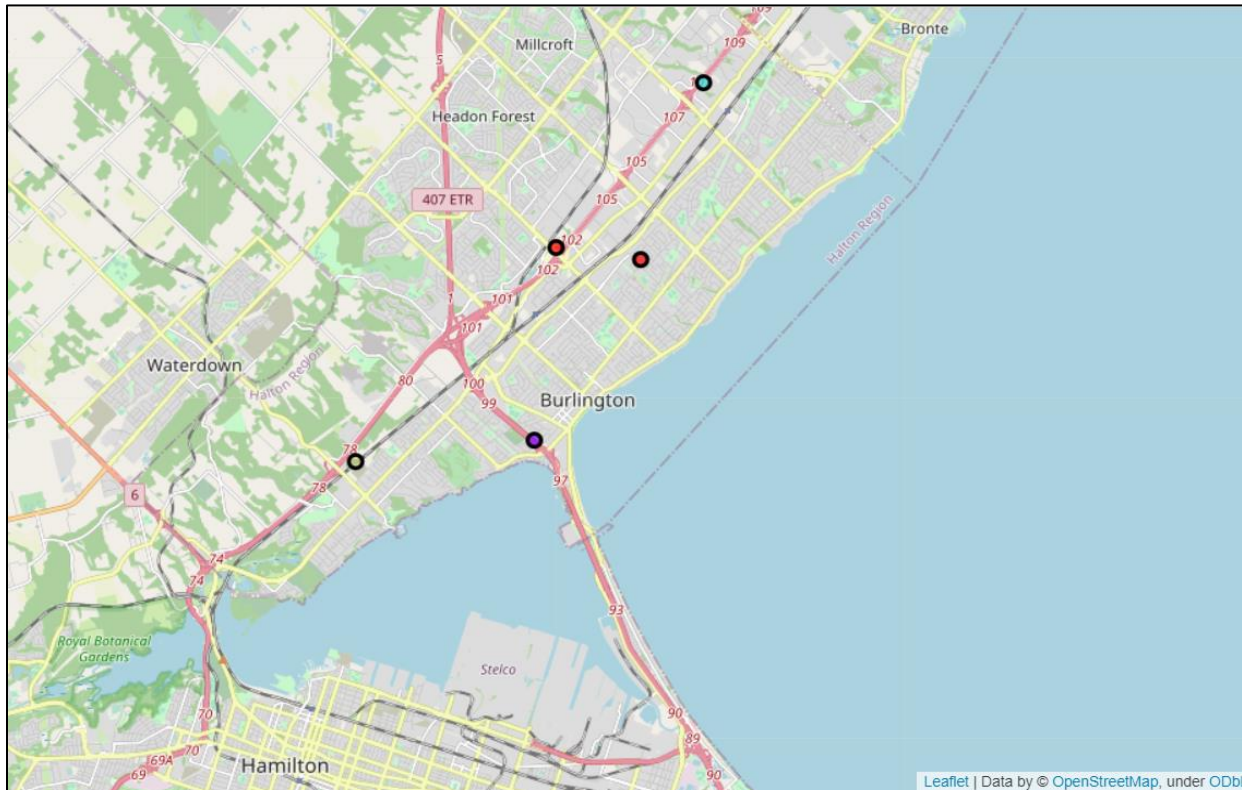 109
Bronte
Millcroft
109
5
107
Headon Forest
105
407 ETR
105
Halton Region
102
102
101
1
101
Waterdown
Halton Region
80
100
99
Burlington
78
97
78
6
74
74
93
Royal Botanical
Gardens
Stelco
70
90
89
70
69A
69
Hamilton
90
Leaflet | Data by © OpenStreetMap, under ODbl